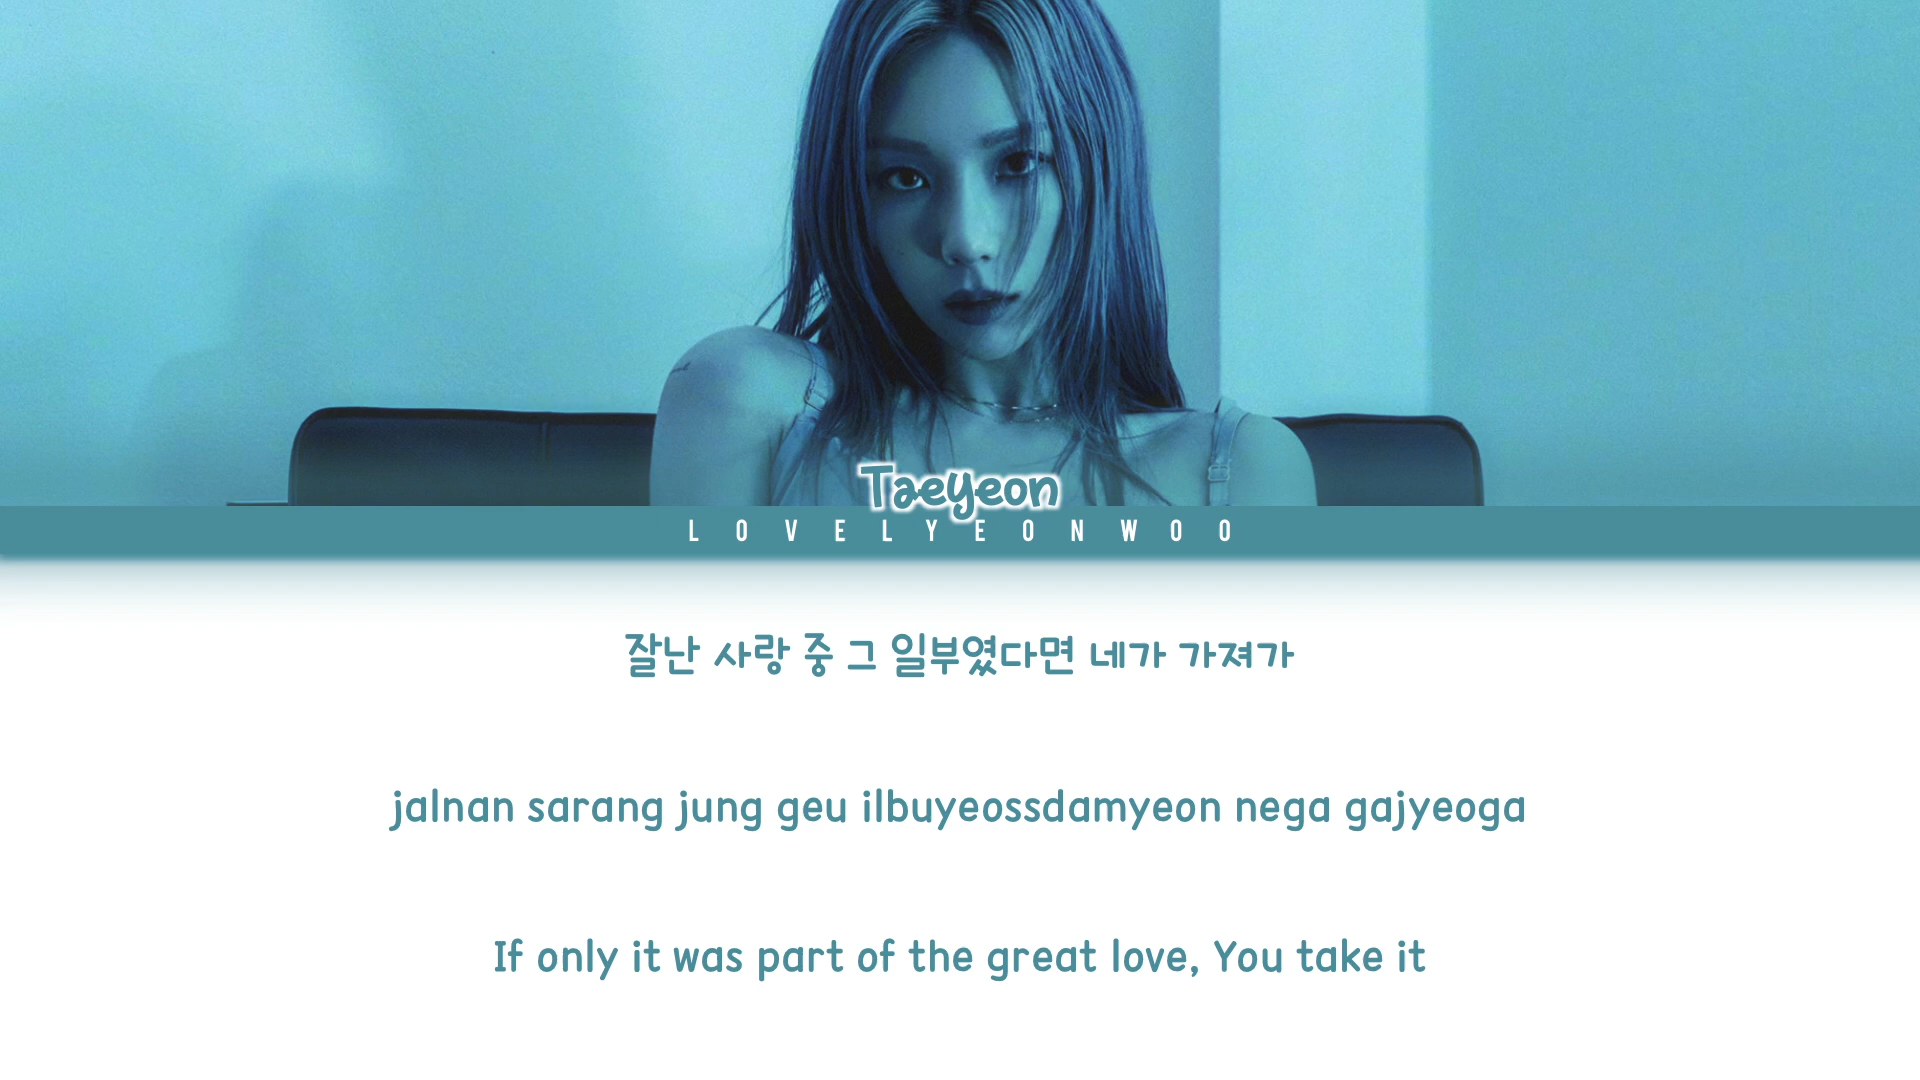 Taeyeon
LOVELYEONWOO
잘난 사랑 중 그 일부였다면 네가 가져가
jalnan sarang jung geu ilbuyeossdamyeon nega gajyeoga
If only it was part of the great love, You take it